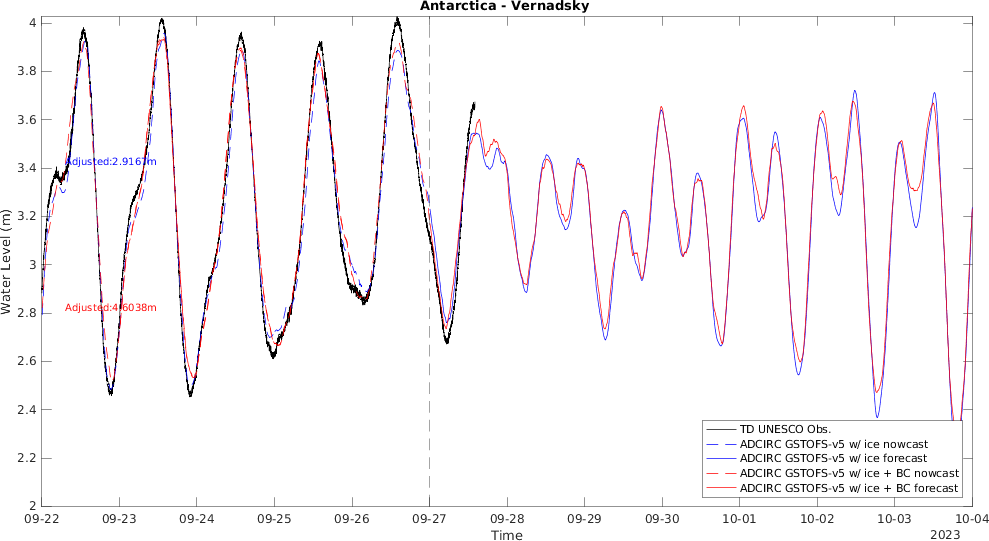 Antarctica - Vernadsky
4
3.8
3.6
3.4
3.2
3
2.8
2.6
2.4
2.2
2
Water Level (m)
Adjusted:2.9167m
Adjusted:4.6038m
TD UNESCO Obs.
ADCIRC GSTOFS-v5 w/ ice nowcast
ADCIRC GSTOFS-v5 w/ ice forecast
ADCIRC GSTOFS-v5 w/ ice + BC nowcast
ADCIRC GSTOFS-v5 w/ ice + BC forecast
09-22 09-23 09-24 09-25 09-26 09-27 09-28 09-29 09-30 10-01 10-02 10-03 10-04
Time
2023